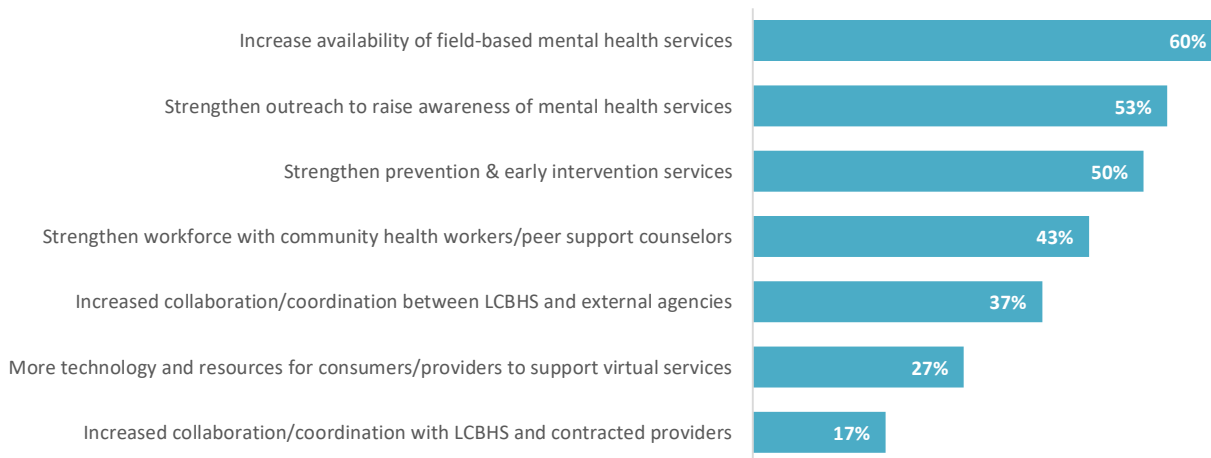 Increase availability of field-based mental health services 60%
Strengthen outreach to raise awareness of mental health services 53%
Strengthen prevention & early intervention services 50%
Strengthen workforce with community health workers/peer support counselors 43%
Increased collaboration/coordination between LCBHS and external agencies 37%
More technology and resources for consumers/providers to support virtual services 27%
Increased collaboration/coordination with LCBHS and contracted providers 17%